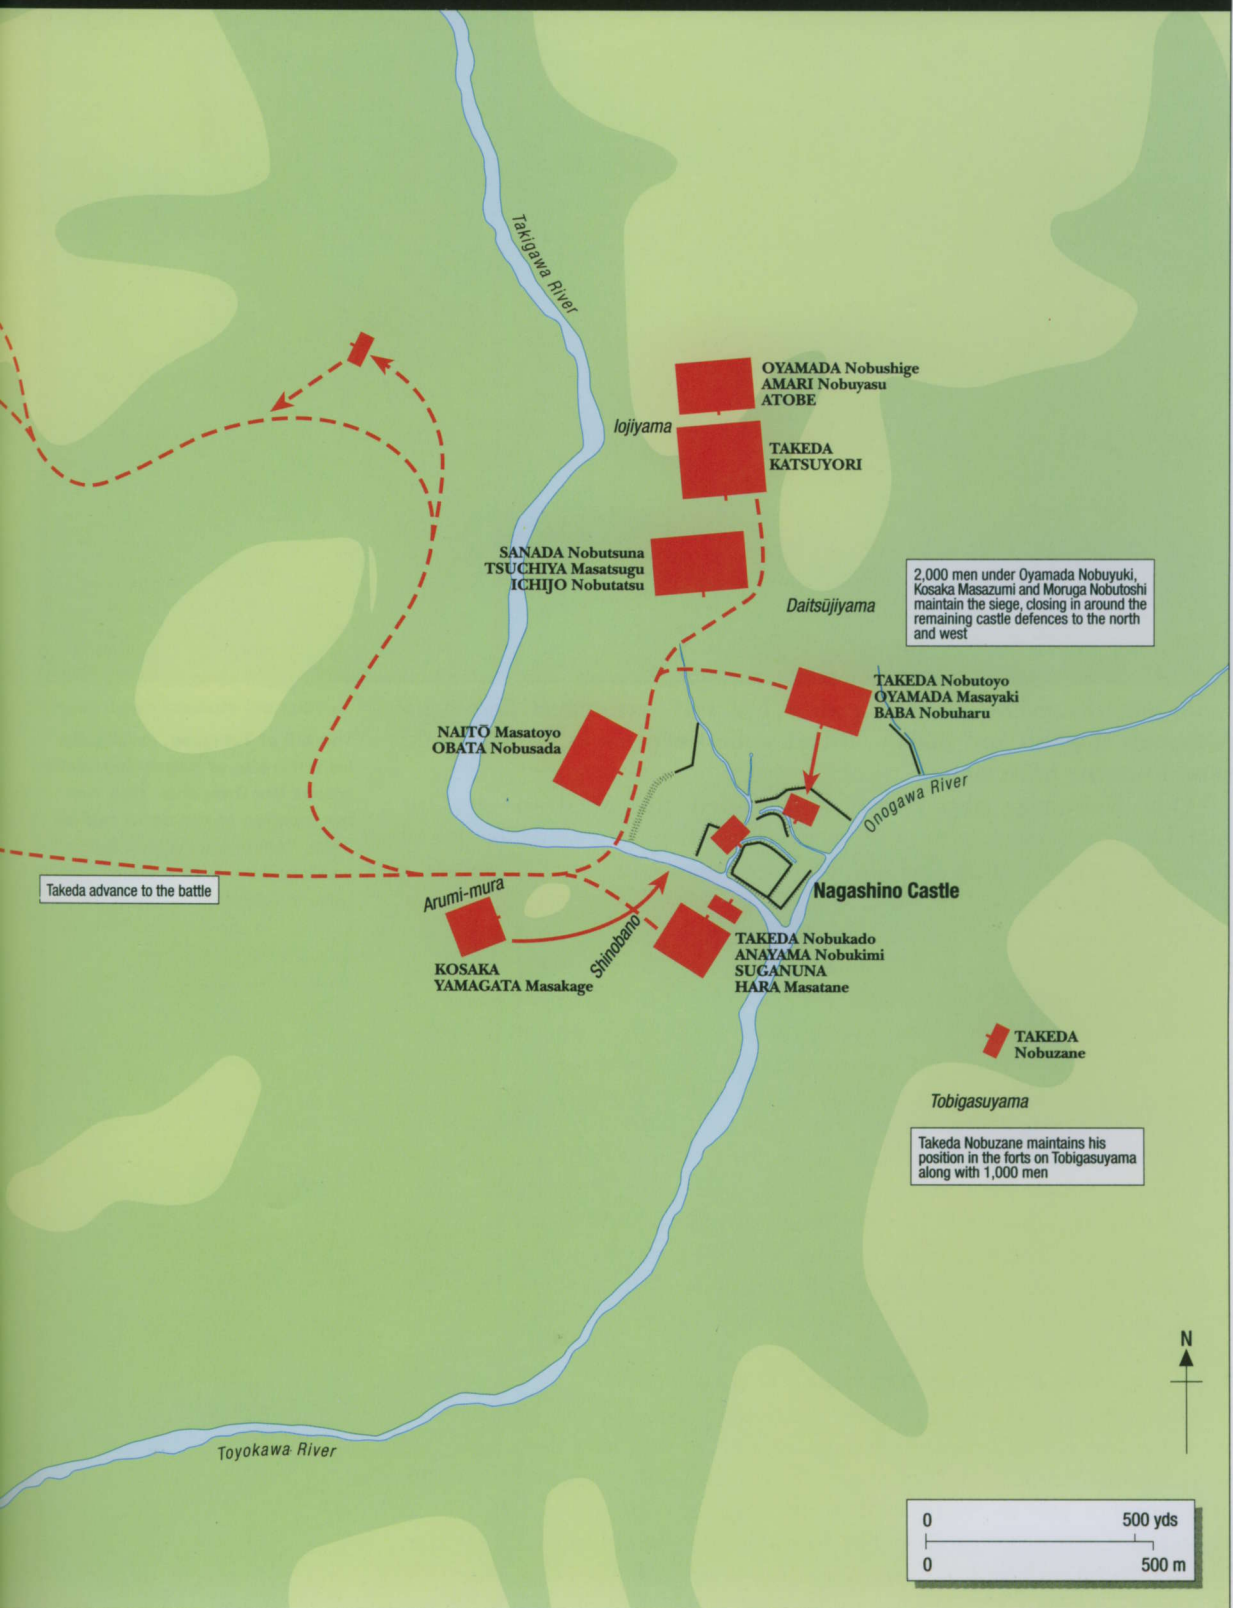 Takigawa River
OYAMADA Nobushige
AMARI Nobuyasu
ATOBE
Iojiyama
TAKEDA
KATSUYORI
SANADA Nobutsuna
TSUCHIYA Masatsugu
ICHIJO Nobutatsu
2,000 men under Oyamada Nobuyuki,
Kosaka Masazumi and Moruga Nobutoshi
maintain the siege, closing in around the
remaining castle defences to the north
and west
Daitsūjiyama
TAKEDA Nobutoyo
OYAMADA Masayaki
BABA Nobuharu
NAITŌ Masatoyo
OBATA Nobusada
Onogawa River
Takeda advance to the battle
Arumi-mura
Nagashino Castle
Shinobano
TAKEDA Nobukado
ANAYAMA Nobukimi
SUGANUNA
HARA Masatane
KOSAKA
YAMAGATA Masakage
TAKEDA
Nobuzane
Tobigasuyama
Takeda Nobuzane maintains his
position in the forts on Tobigasuyama
along with 1,000 men
N
Toyokawa River
0 500 yds
0 500 m